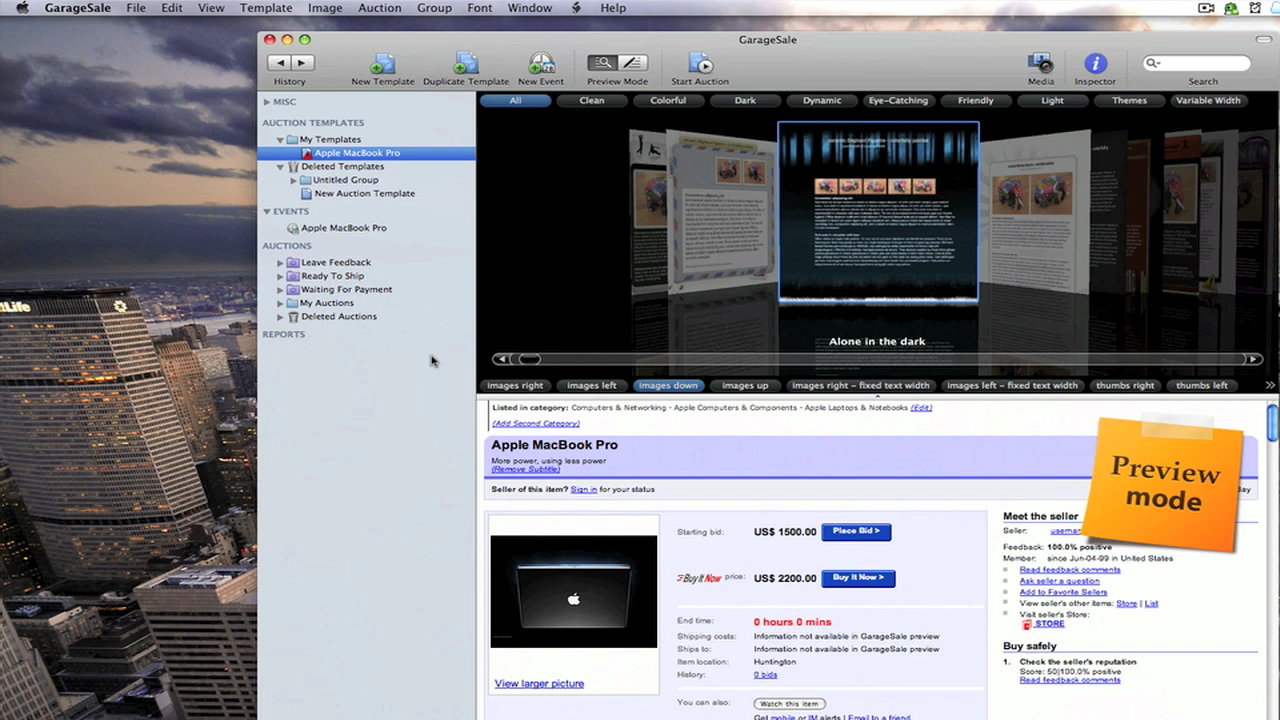 GarageSale File Edit View Template Image Auction Group Font Window Help
GarageSale
History
New Template
Duplicate Template
New Event
Preview Mode
Start Auction
Media
Inspector
Search
All Clean Colorful Dark Dynamic Eye-Catching Friendly Light Themes Variable Width
MISC
AUCTION TEMPLATES
My Templates
Apple MacBook Pro
Deleted Templates
Untitled Group
New Auction Template
EVENTS
Apple MacBook Pro
AUCTIONS
Leave Feedback
Ready To Ship
Waiting For Payment
My Auctions
Deleted Auctions
REPORTS
Alone in the dark
images right images left images down images up images right – fixed text width images left – fixed text width thumbs right thumbs left
Listed in category: Computers & Networking - Apple Computers & Components - Apple Laptops & Notebooks (Edit)
(Add Second Category)
Apple MacBook Pro
More power, using less power
(Remove Subtitle)
Seller of this item? Sign in for your status
Preview
mode
View larger picture
Starting bid: US$ 1500.00 Place Bid >
Buy It Now price: US$ 2200.00 Buy It Now >
End time: 0 hours 0 mins
Shipping costs: Information not available in GarageSale preview
Ships to: Information not available in GarageSale preview
Item location: Huntington
History: 0 bids
You can also: Watch this item
Get mobile or IM alerts | Email to a friend
Meet the seller
Seller:
Feedback: 100.0% positive
Member: since Jun-04-99 in United States
Read feedback comments
Ask seller a question
Add to Favorite Sellers
View seller's other items: Store | List
Visit seller's Store:
STORE
Buy safely
1. Check the seller's reputation
Score: 50|100.0% positive
Read feedback comments